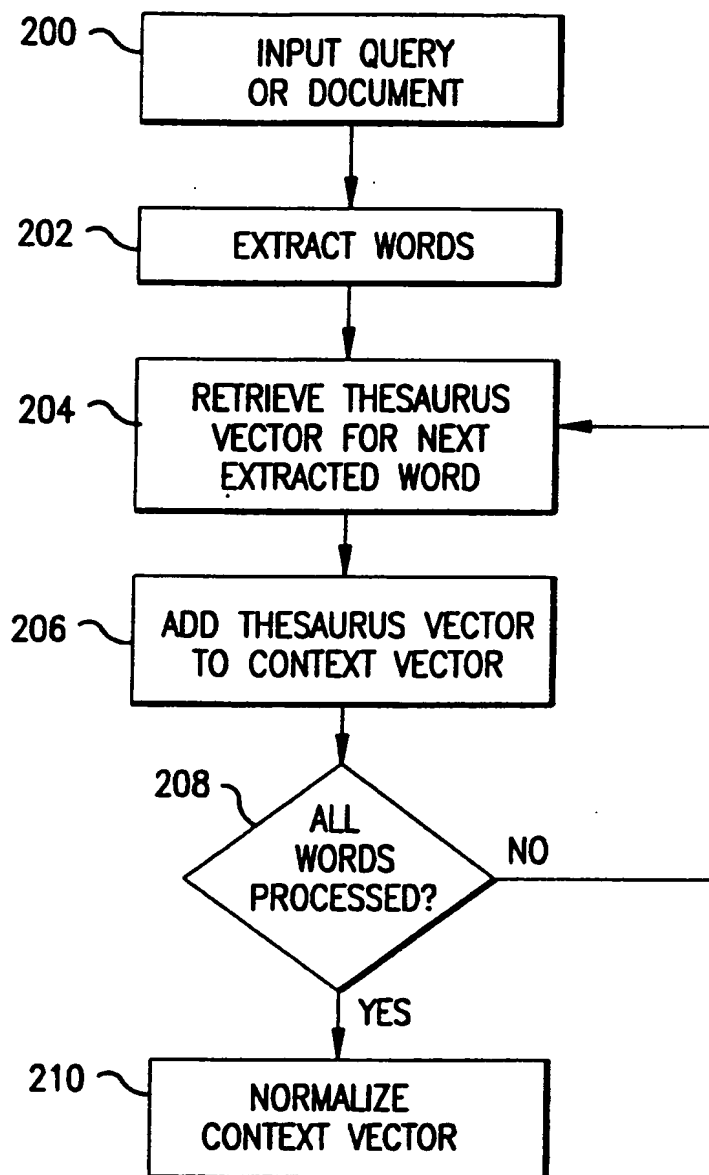 200
INPUT QUERY
OR DOCUMENT
202
EXTRACT WORDS
204
RETRIEVE THESAURUS
VECTOR FOR NEXT
EXTRACTED WORD
206
ADD THESAURUS VECTOR
TO CONTEXT VECTOR
208
ALL
WORDS
PROCESSED?
NO
YES
210
NORMALIZE
CONTEXT VECTOR